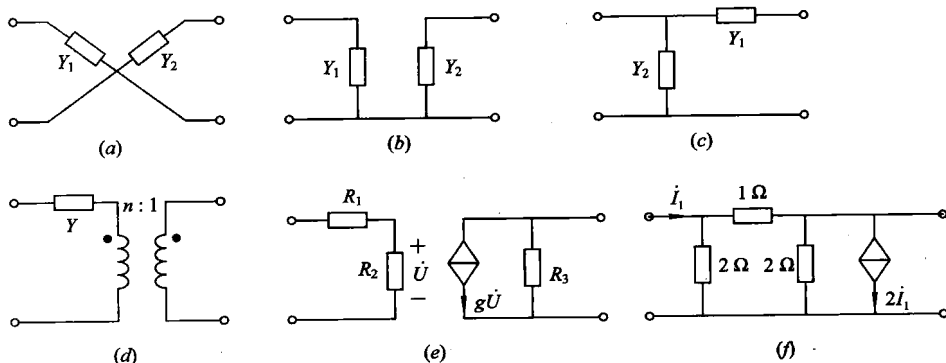 Y₁
Y₂
(a)
Y₁
Y₂
(b)
Y₁
Y₂
(c)
Y
n : 1
(d)
R₁
R₂
+
U̇
−
gU̇
R₃
(e)
İ₁
1 Ω
2 Ω
2 Ω
2İ₁
(f)